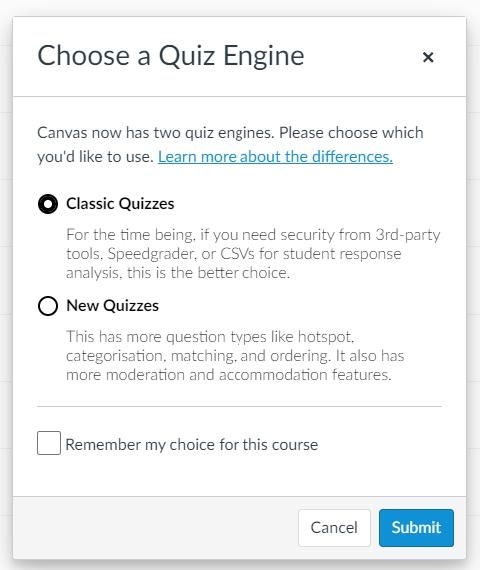 Choose a Quiz Engine
Canvas now has two quiz engines. Please choose which
you'd like to use. Learn more about the differences.
Classic Quizzes
For the time being, if you need security from 3rd-party
tools, Speedgrader, or CSVs for student response
analysis, this is the better choice.
New Quizzes
This has more question types like hotspot,
categorisation, matching, and ordering. It also has
more moderation and accommodation features.
Remember my choice for this course
Cancel
Submit